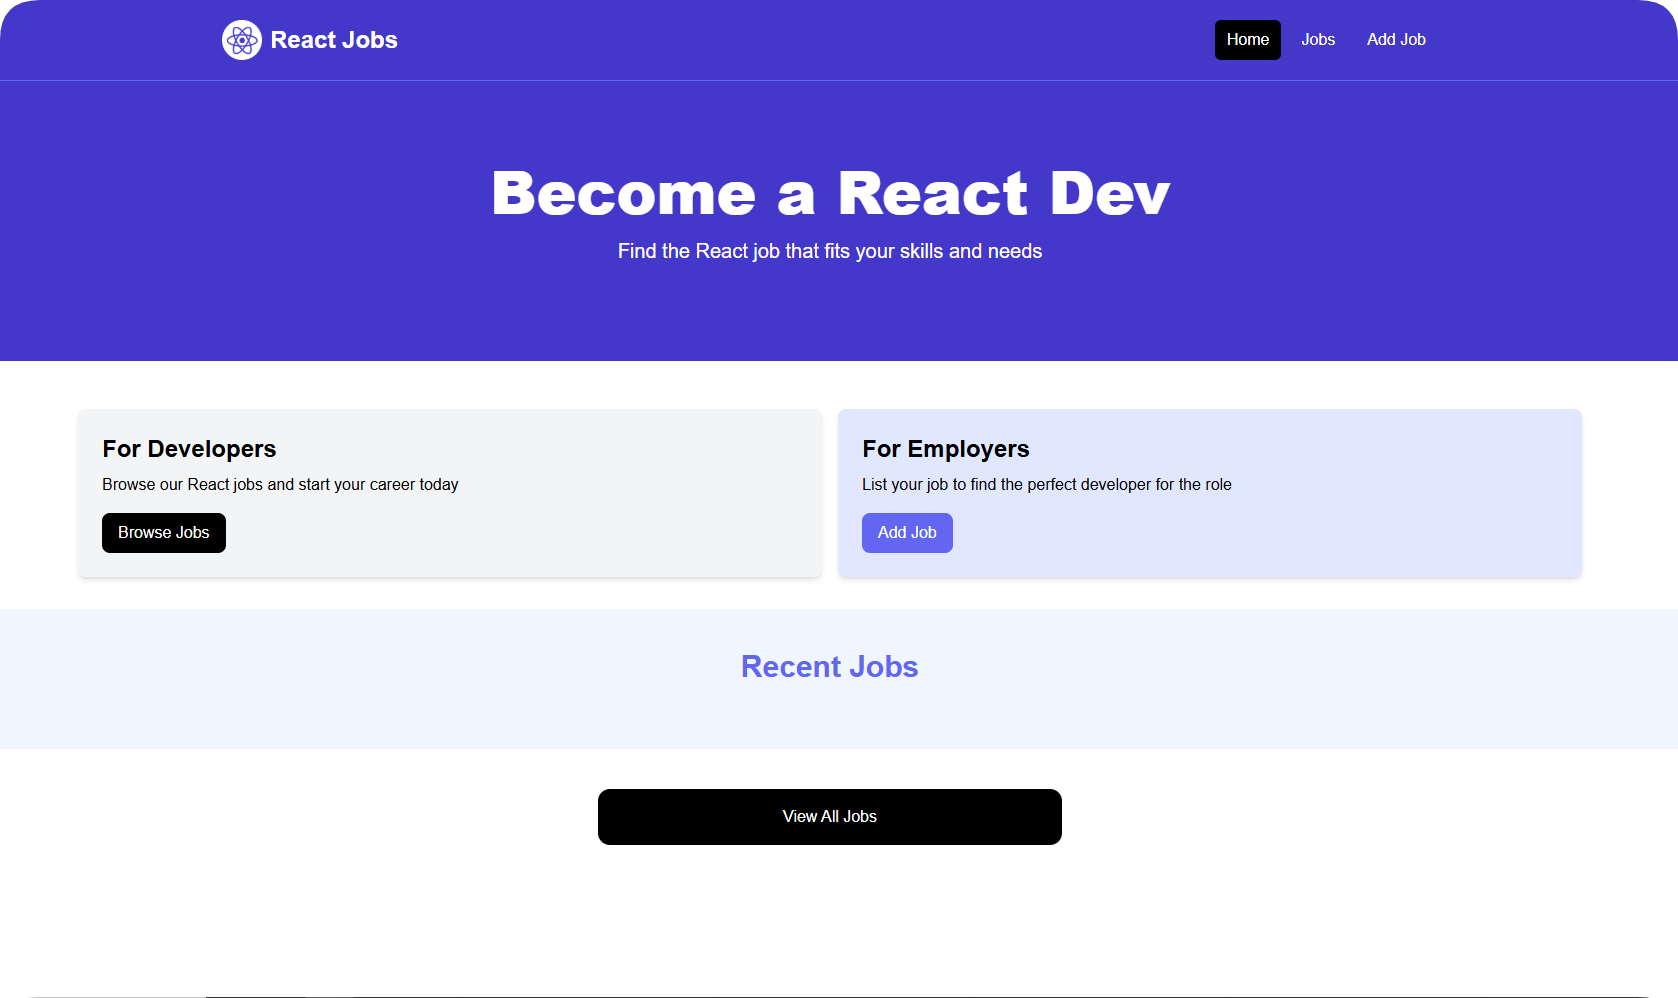 React Jobs
Home Jobs Add Job
Become a React Dev
Find the React job that fits your skills and needs
For Developers
Browse our React jobs and start your career today
Browse Jobs
For Employers
List your job to find the perfect developer for the role
Add Job
Recent Jobs
View All Jobs